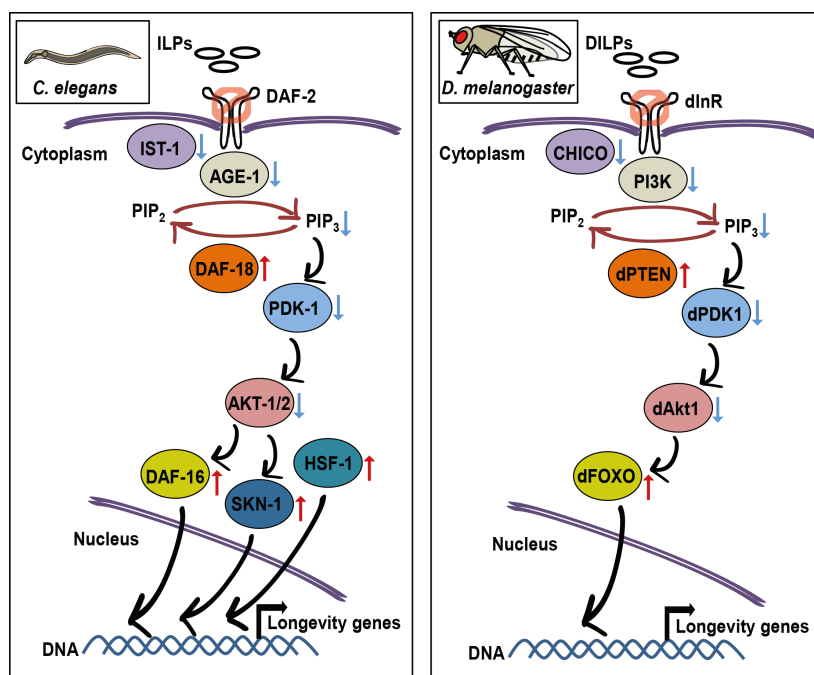 ILPs
C. elegans
DAF-2
Cytoplasm
IST-1
AGE-1
PIP2
PIP3
DAF-18
PDK-1
AKT-1/2
DAF-16
HSF-1
SKN-1
Nucleus
Longevity genes
DNA
DILPs
D. melanogaster
dInR
Cytoplasm
CHICO
PI3K
PIP2
PIP3
dPTEN
dPDK1
dAkt1
dFOXO
Nucleus
Longevity genes
DNA